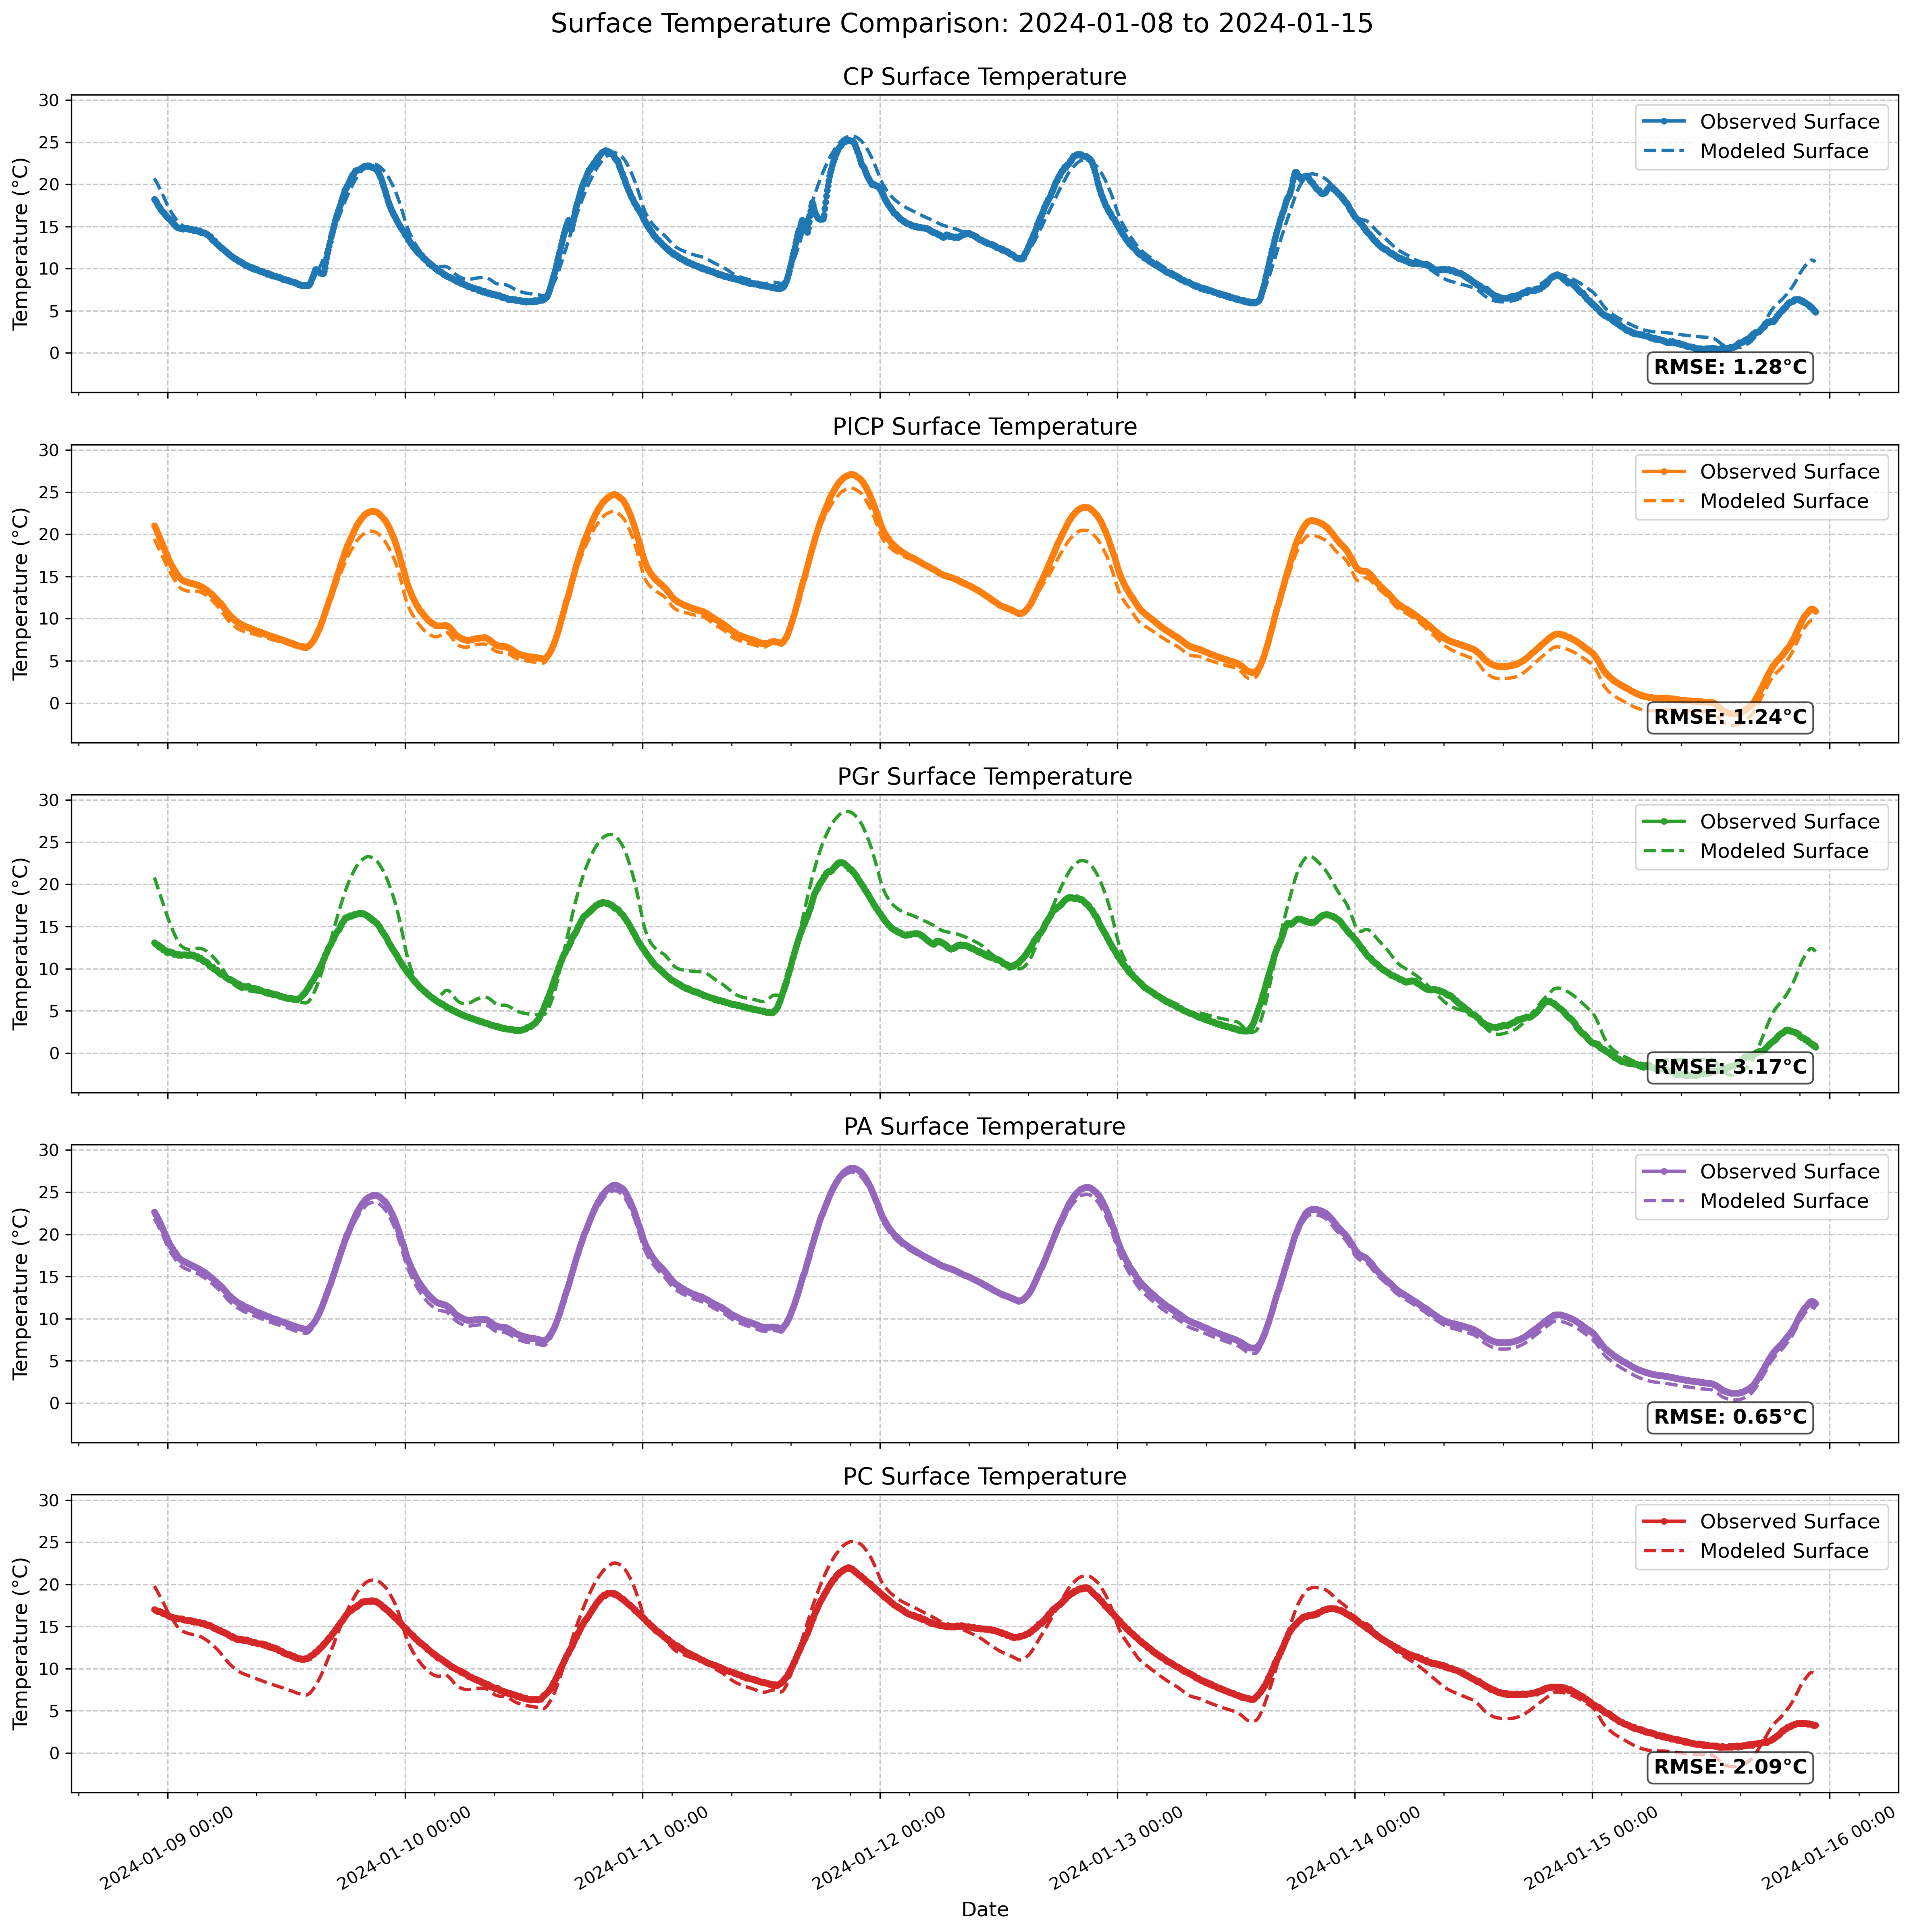 Surface Temperature Comparison: 2024-01-08 to 2024-01-15
CP Surface Temperature
Temperature (°C)
30
25
20
15
10
5
0
Observed Surface
Modeled Surface
RMSE: 1.28°C
PICP Surface Temperature
Temperature (°C)
30
25
20
15
10
5
0
Observed Surface
Modeled Surface
RMSE: 1.24°C
PGr Surface Temperature
Temperature (°C)
30
25
20
15
10
5
0
Observed Surface
Modeled Surface
RMSE: 3.17°C
PA Surface Temperature
Temperature (°C)
30
25
20
15
10
5
0
Observed Surface
Modeled Surface
RMSE: 0.65°C
PC Surface Temperature
Temperature (°C)
30
25
20
15
10
5
0
Observed Surface
Modeled Surface
RMSE: 2.09°C
2024-01-09 00:00
2024-01-10 00:00
2024-01-11 00:00
2024-01-12 00:00
2024-01-13 00:00
2024-01-14 00:00
2024-01-15 00:00
2024-01-16 00:00
Date